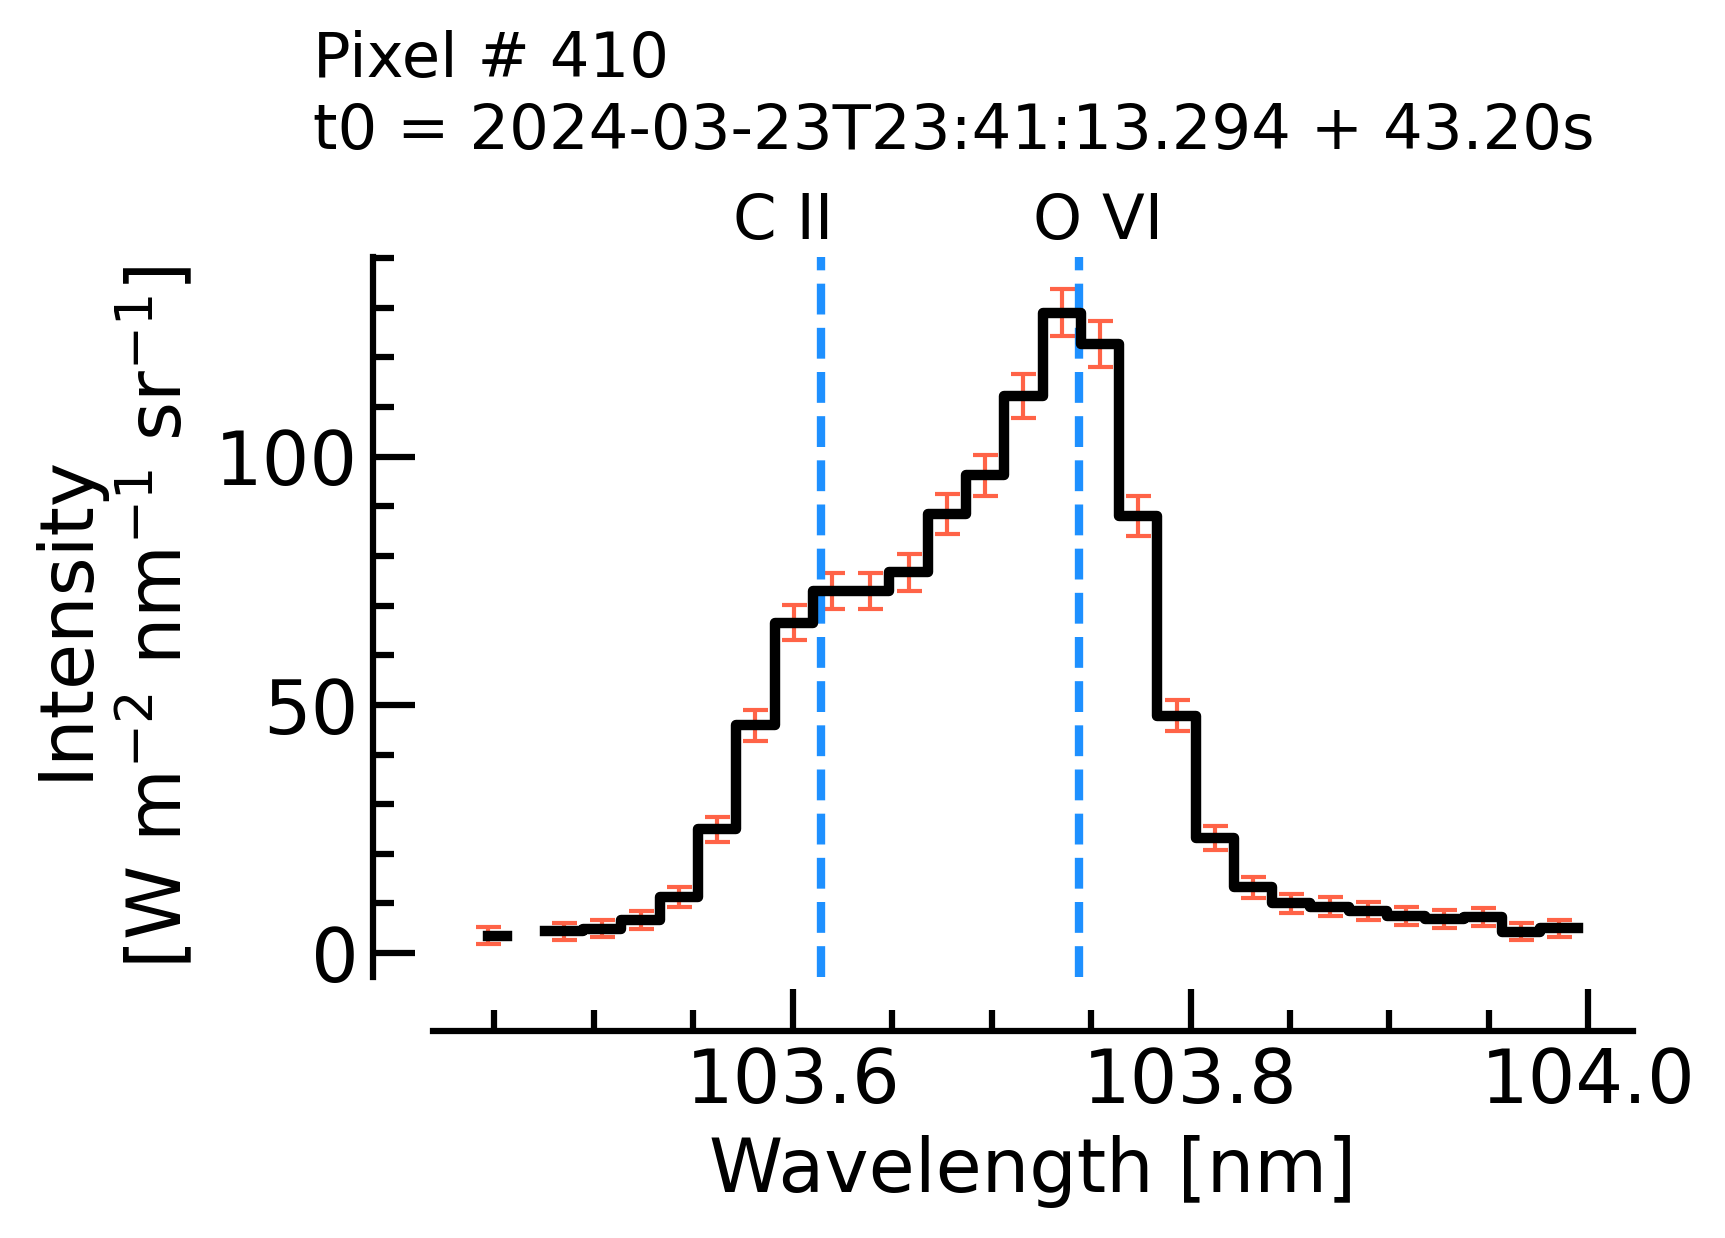 Pixel # 410
t0 = 2024-03-23T23:41:13.294 + 43.20s
C II O VI
Intensity
[W m⁻² nm⁻¹ sr⁻¹]
100
50
0
103.6 103.8 104.0
Wavelength [nm]